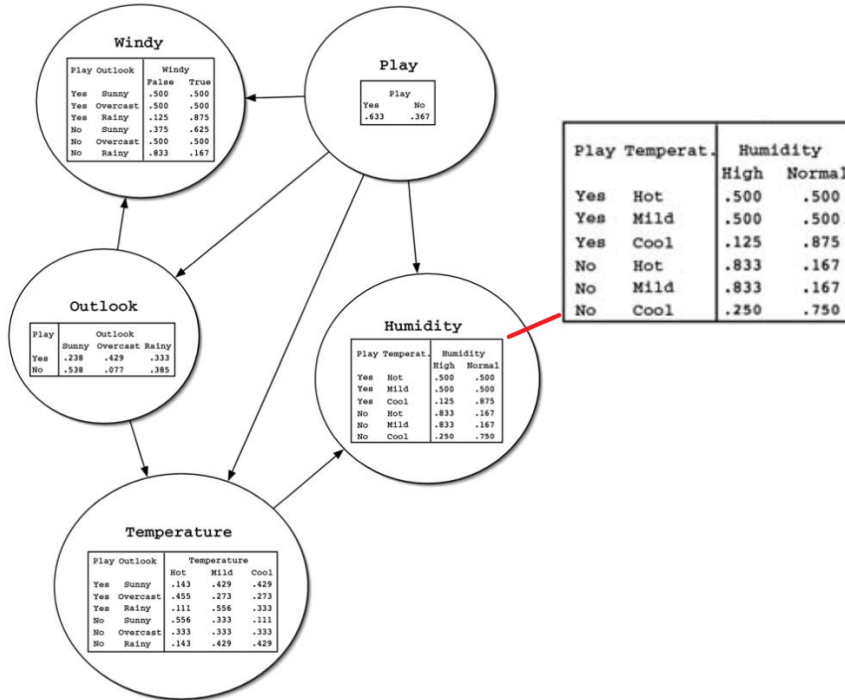 Windy
Play Outlook Windy
False True
Yes Sunny .500 .500
Yes Overcast .500 .500
Yes Rainy .125 .875
No Sunny .375 .625
No Overcast .500 .500
No Rainy .833 .167
Play
Play
Yes No
.633 .367
Play Temperat. Humidity
High Normal
Yes Hot .500 .500
Yes Mild .500 .500
Yes Cool .125 .875
No Hot .833 .167
No Mild .833 .167
No Cool .250 .750
Outlook
Play Outlook
Sunny Overcast Rainy
Yes .238 .429 .333
No .538 .077 .385
Humidity
Play Temperat. Humidity
High Normal
Yes Hot .500 .500
Yes Mild .500 .500
Yes Cool .125 .875
No Hot .833 .167
No Mild .833 .167
No Cool .250 .750
Temperature
Play Outlook Temperature
Hot Mild Cool
Yes Sunny .143 .429 .429
Yes Overcast .455 .273 .273
Yes Rainy .111 .556 .333
No Sunny .556 .333 .111
No Overcast .333 .333 .333
No Rainy .143 .429 .429